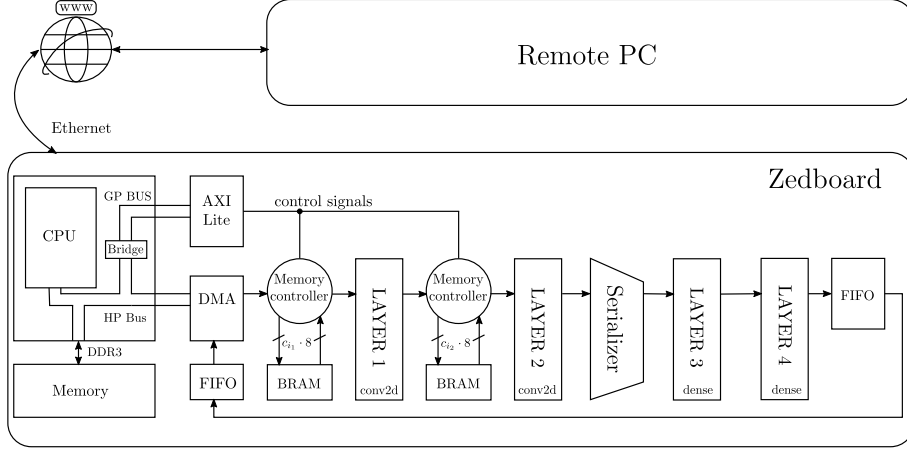 WWW
Remote PC
Ethernet
Zedboard
GP BUS
AXI
Lite
control signals
CPU
Bridge
Memory
controller
Memory
controller
DMA
HP Bus
LAYER 1
LAYER 2
Serializer
LAYER 3
LAYER 4
FIFO
DDR3
c_{i_1} · 8
c_{i_2} · 8
Memory
FIFO
BRAM
conv2d
BRAM
conv2d
dense
dense